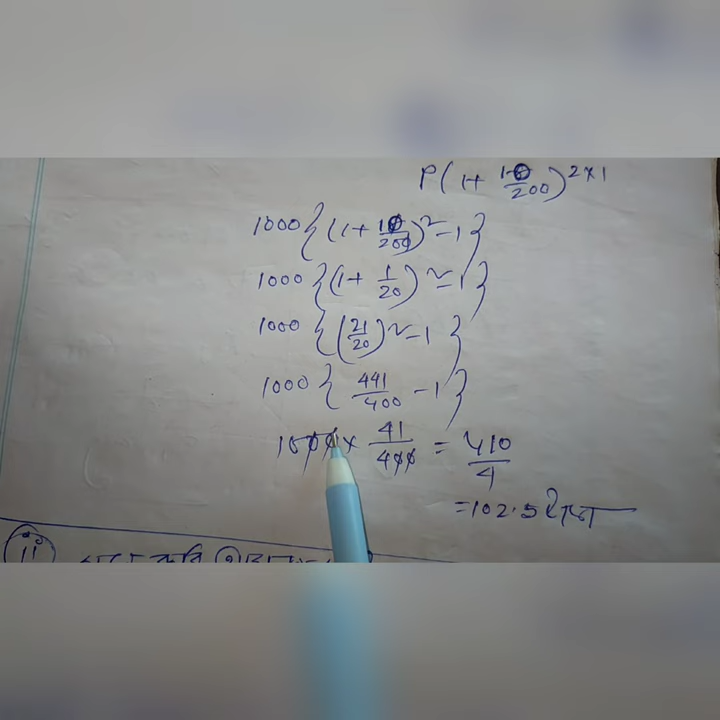 P(1+ 10/200)^2×1
1000{(1+ 10/200)^2-1}
1000{(1+ 1/20)^2-1}
1000{(21/20)^2-1}
1000{441/400 -1}
1000× 41/400 = 410/4
=102.5 টাকা
(ii)